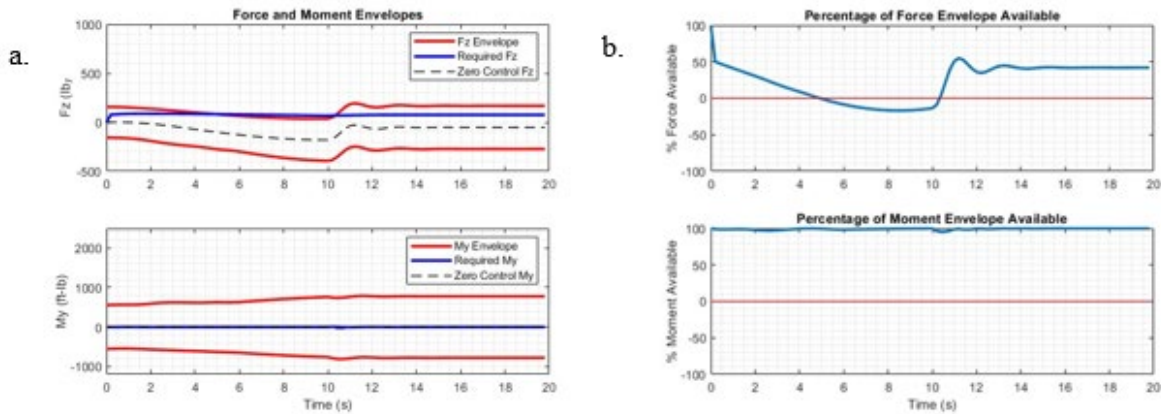 a.
Force and Moment Envelopes
Fz (lby
1000
500
0
-500
0 2 4 6 8 10 12 14 16 18 20
Fz Envelope
Required Fz
Zero Control Fz
My (ft-lb)
1000
0
-1000
0 2 4 6 8 10 12 14 16 18 20
My Envelope
Required My
Zero Control My
Time (s)
b.
Percentage of Force Envelope Available
% Force Available
100
50
0
-50
-100
0 2 4 6 8 10 12 14 16 18 20
Percentage of Moment Envelope Available
% Moment Available
100
50
0
-50
-100
0 2 4 6 8 10 12 14 16 18 20
Time (s)